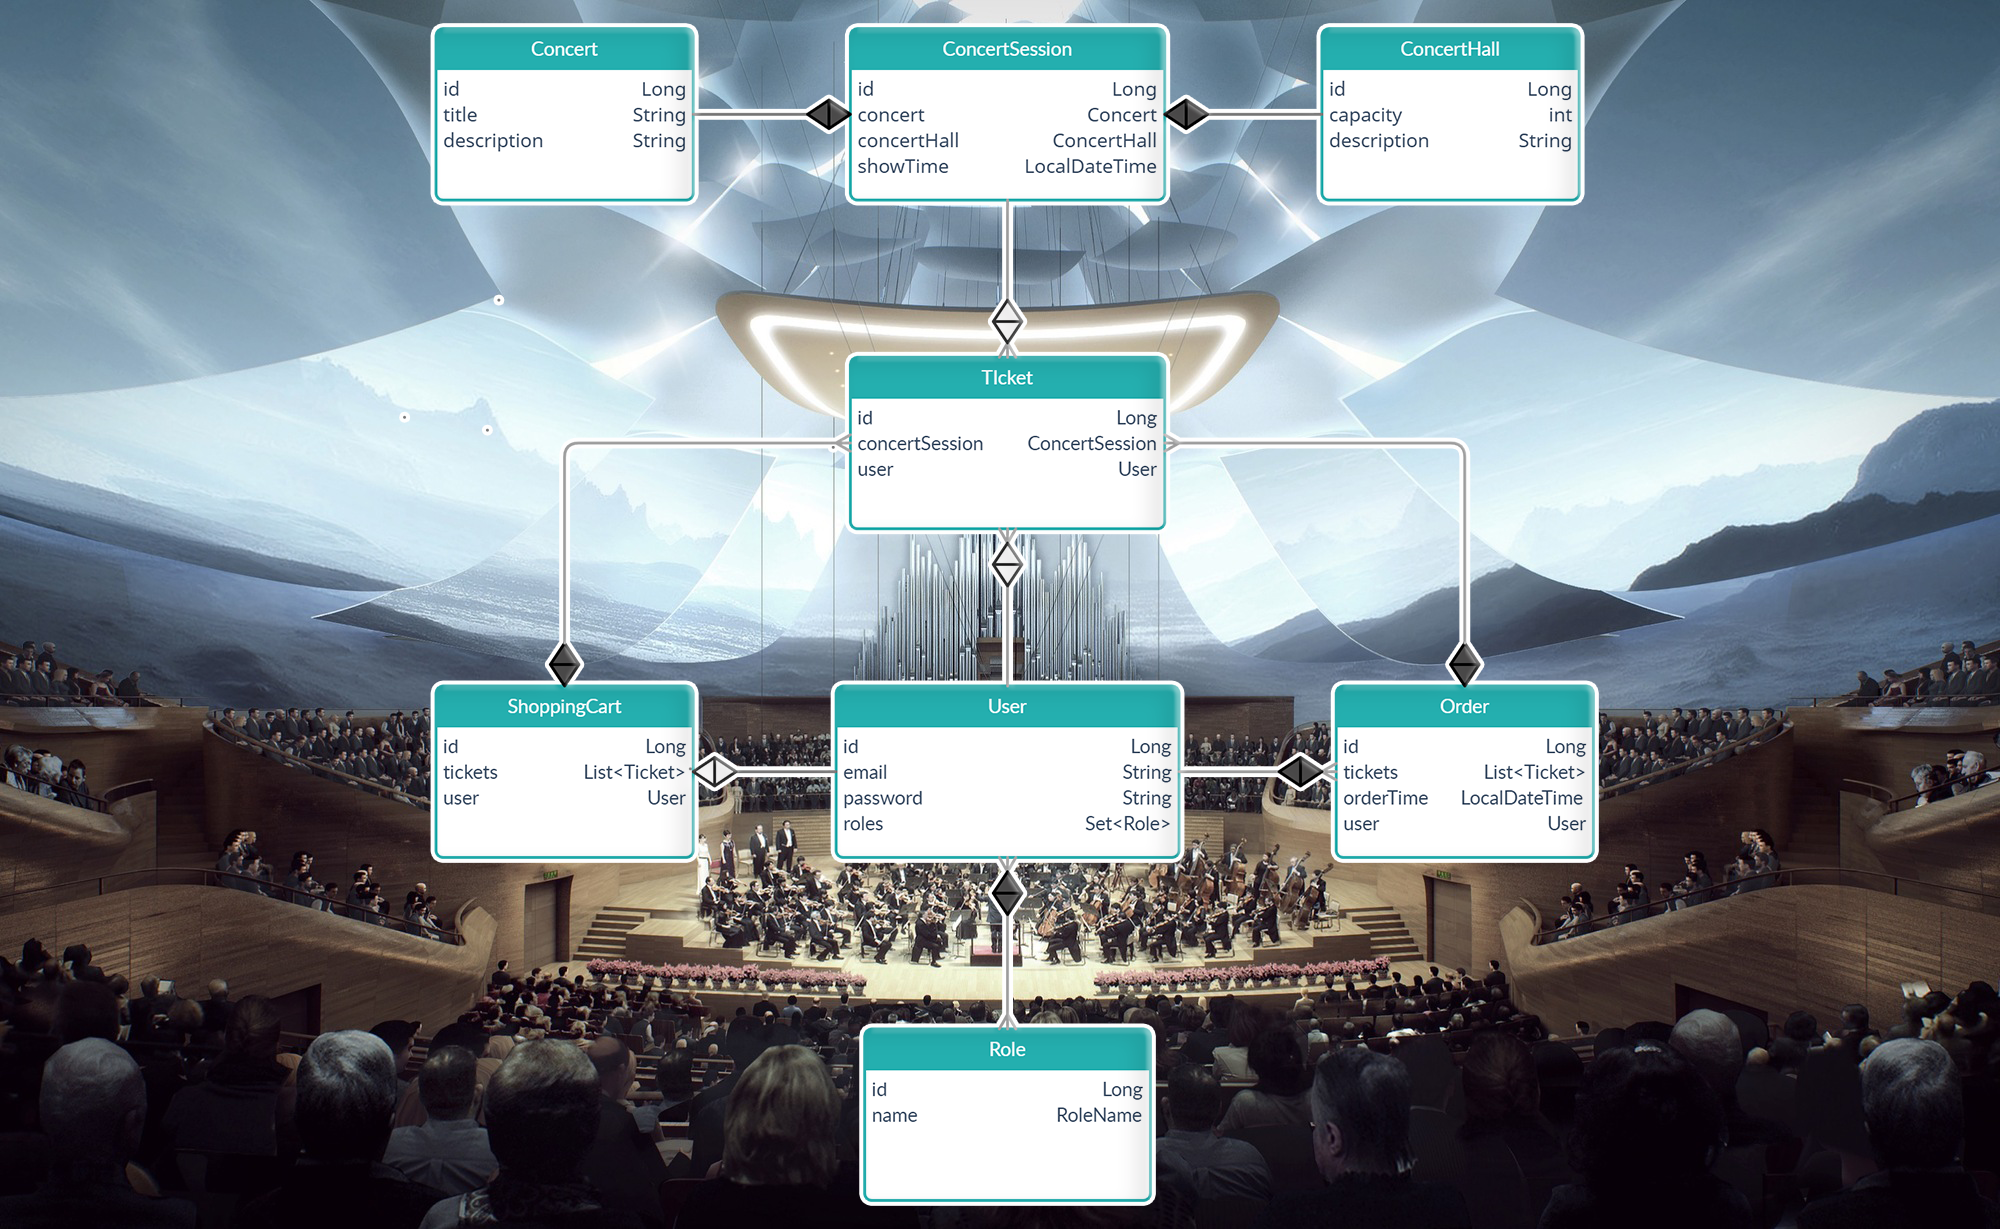 Concert
id Long
title String
description String
ConcertSession
id Long
concert Concert
concertHall ConcertHall
showTime LocalDateTime
ConcertHall
id Long
capacity int
description String
TIcket
id Long
concertSession ConcertSession
user User
ShoppingCart
id Long
tickets List<Ticket>
user User
User
id Long
email String
password String
roles Set<Role>
Order
id Long
tickets List<Ticket>
orderTime LocalDateTime
user User
Role
id Long
name RoleName